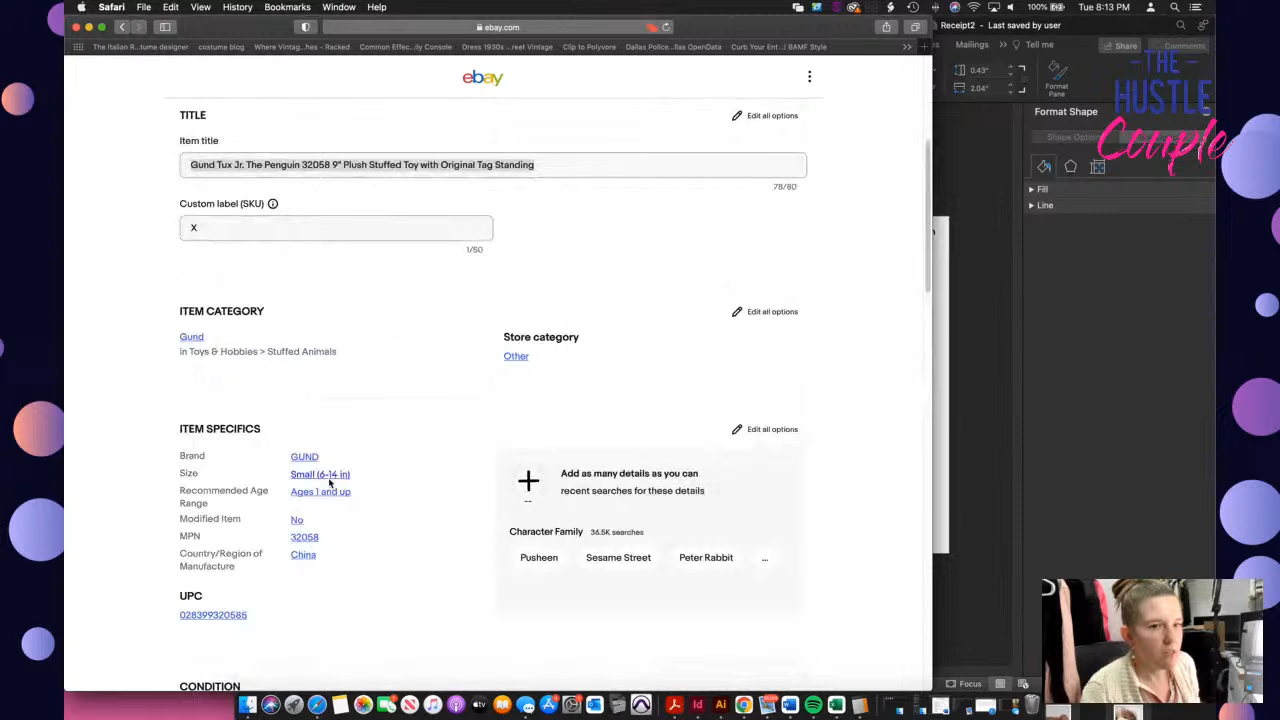 Safari File Edit View History Bookmarks Window Help
Tue 8:13 PM
ebay.com
Receipt2 — Last saved by user
The Italian R...tume designer costume blog Where Vintag...hes - Racked Common Effec...ily Console Dress 1930s ...reet Vintage Clip to Polyvore Dallas Police...llas OpenData Curb Your Ent...| BAMF Style
Mailings Tell me Share Comments
0.43"
2.04"
Format Pane
THE HUSTLE Couple
Format Shape
Shape Options
Fill
Line
ebay
TITLE
Edit all options
Item title
Gund Tux Jr. The Penguin 32058 9" Plush Stuffed Toy with Original Tag Standing
78/80
Custom label (SKU)
X
1/50
ITEM CATEGORY
Edit all options
Gund
in Toys & Hobbies > Stuffed Animals
Store category
Other
ITEM SPECIFICS
Edit all options
Brand GUND
Size Small (6-14 in)
Recommended Age Range Ages 1 and up
Modified Item No
MPN 32058
Country/Region of Manufacture China
Add as many details as you can
recent searches for these details
--
Character Family 36.5K searches
Pusheen Sesame Street Peter Rabbit ...
UPC
028399320585
CONDITION
Focus